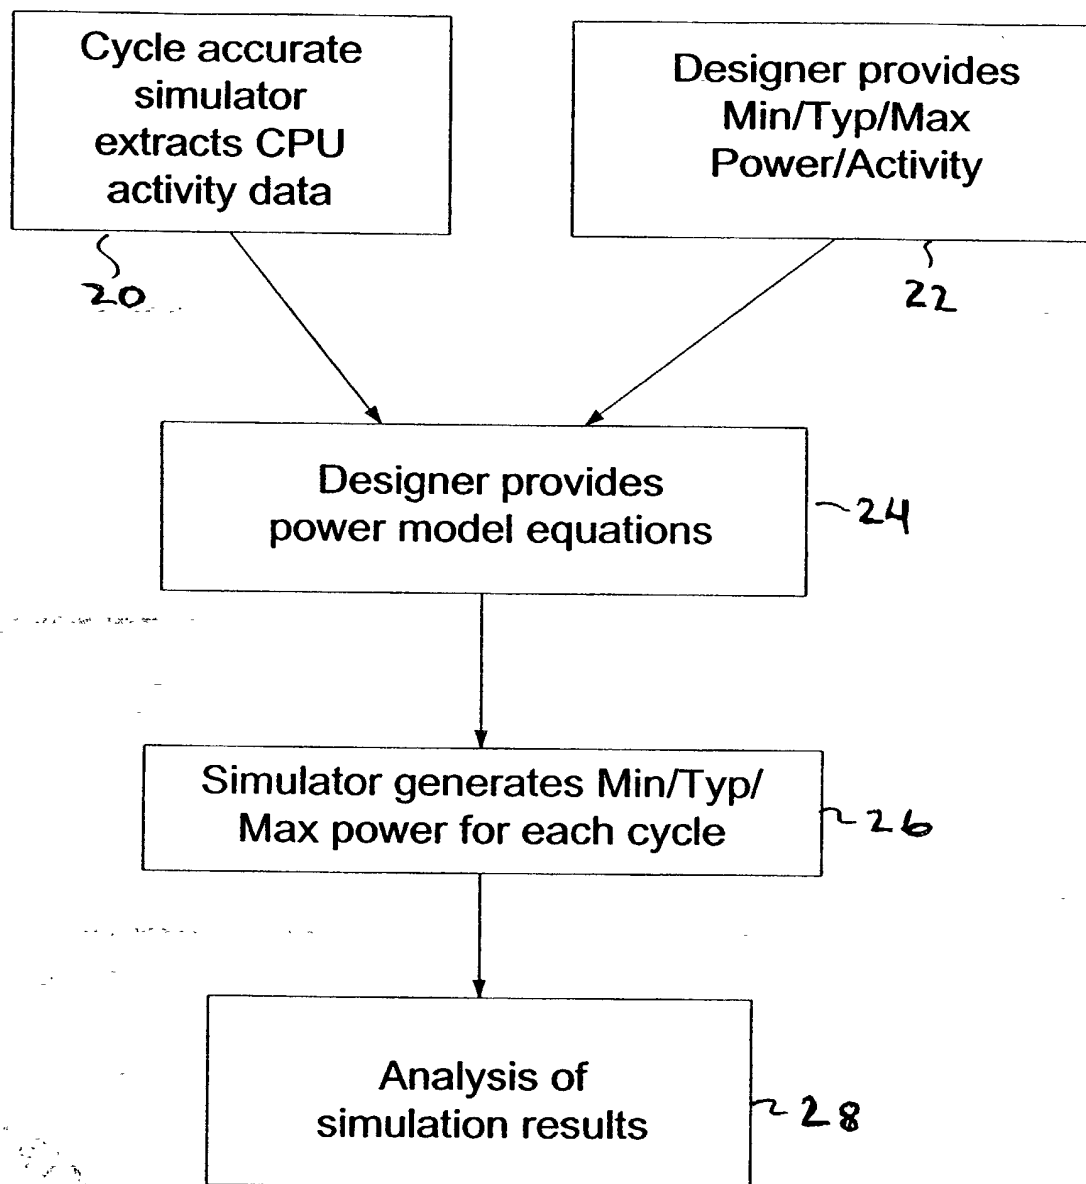 Cycle accurate
simulator
extracts CPU
activity data
20
Designer provides
Min/Typ/Max
Power/Activity
22
Designer provides
power model equations
24
Simulator generates Min/Typ/
Max power for each cycle
26
Analysis of
simulation results
28